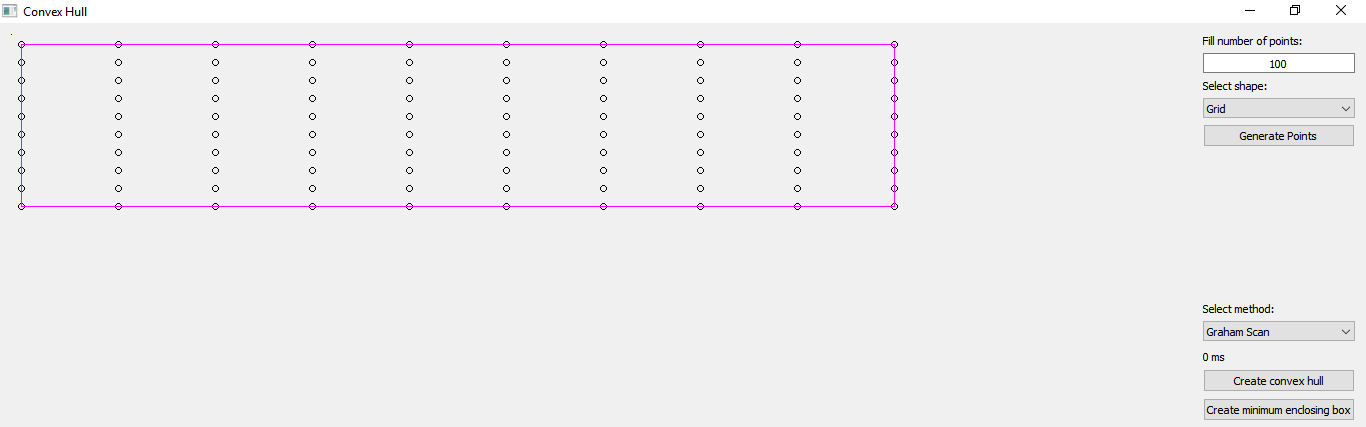 Convex Hull
Fill number of points:
100
Select shape:
Grid
Generate Points
Select method:
Graham Scan
0 ms
Create convex hull
Create minimum enclosing box